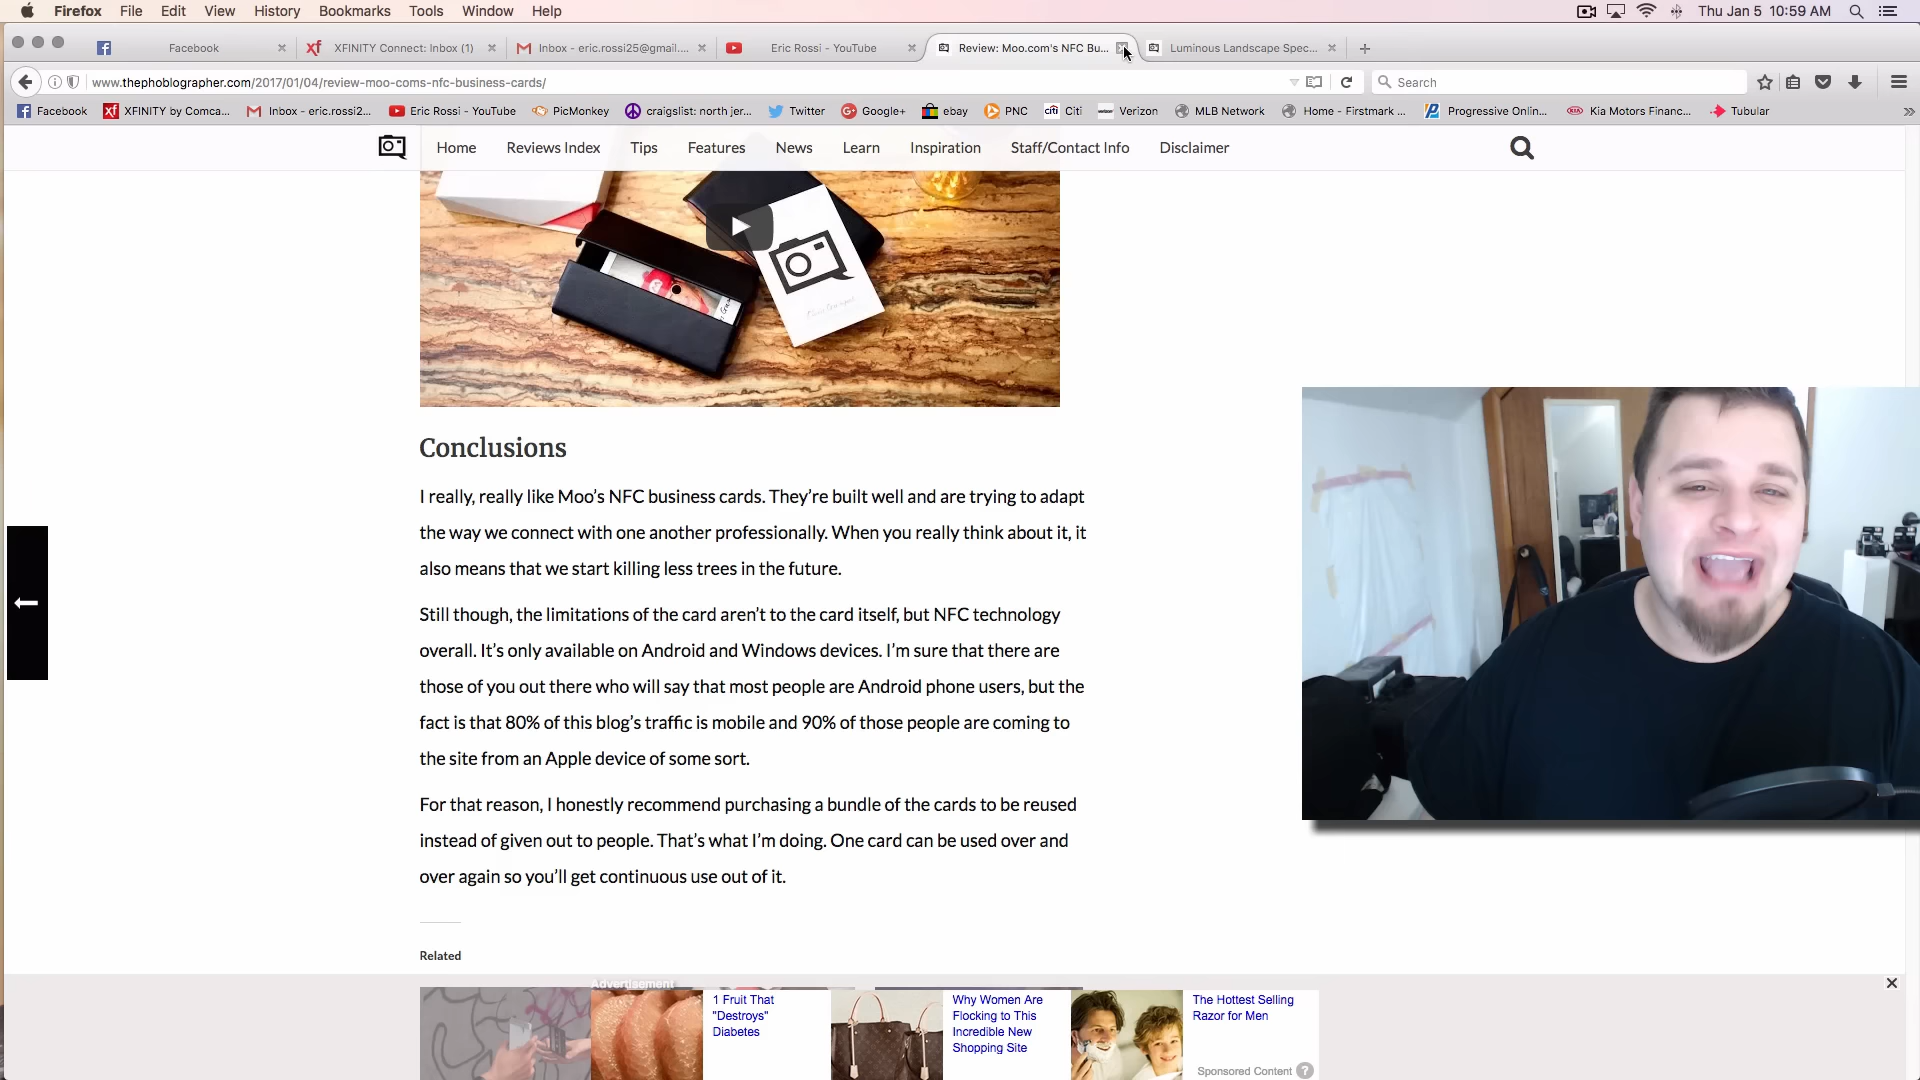 Firefox File Edit View History Bookmarks Tools Window Help Thu Jan 5 10:59 AM
Facebook XFINITY Connect: Inbox (1) Inbox - eric.rossi25@gmail.... Eric Rossi - YouTube Review: Moo.com's NFC Bu... Luminous Landscape Spec...
www.thephoblographer.com/2017/01/04/review-moo-coms-nfc-business-cards/ Search
Facebook XFINITY by Comca... Inbox - eric.rossi2... Eric Rossi - YouTube PicMonkey craigslist: north jer... Twitter Google+ ebay PNC Citi Verizon MLB Network Home - Firstmark ... Progressive Onlin... Kia Motors Financ... Tubular
Home Reviews Index Tips Features News Learn Inspiration Staff/Contact Info Disclaimer
Conclusions
I really, really like Moo's NFC business cards. They're built well and are trying to adapt
the way we connect with one another professionally. When you really think about it, it
also means that we start killing less trees in the future.
Still though, the limitations of the card aren't to the card itself, but NFC technology
overall. It's only available on Android and Windows devices. I'm sure that there are
those of you out there who will say that most people are Android phone users, but the
fact is that 80% of this blog's traffic is mobile and 90% of those people are coming to
the site from an Apple device of some sort.
For that reason, I honestly recommend purchasing a bundle of the cards to be reused
instead of given out to people. That's what I'm doing. One card can be used over and
over again so you'll get continuous use out of it.
Related
Advertisement
1 Fruit That
"Destroys"
Diabetes
Why Women Are
Flocking to This
Incredible New
Shopping Site
The Hottest Selling
Razor for Men
Sponsored Content ?